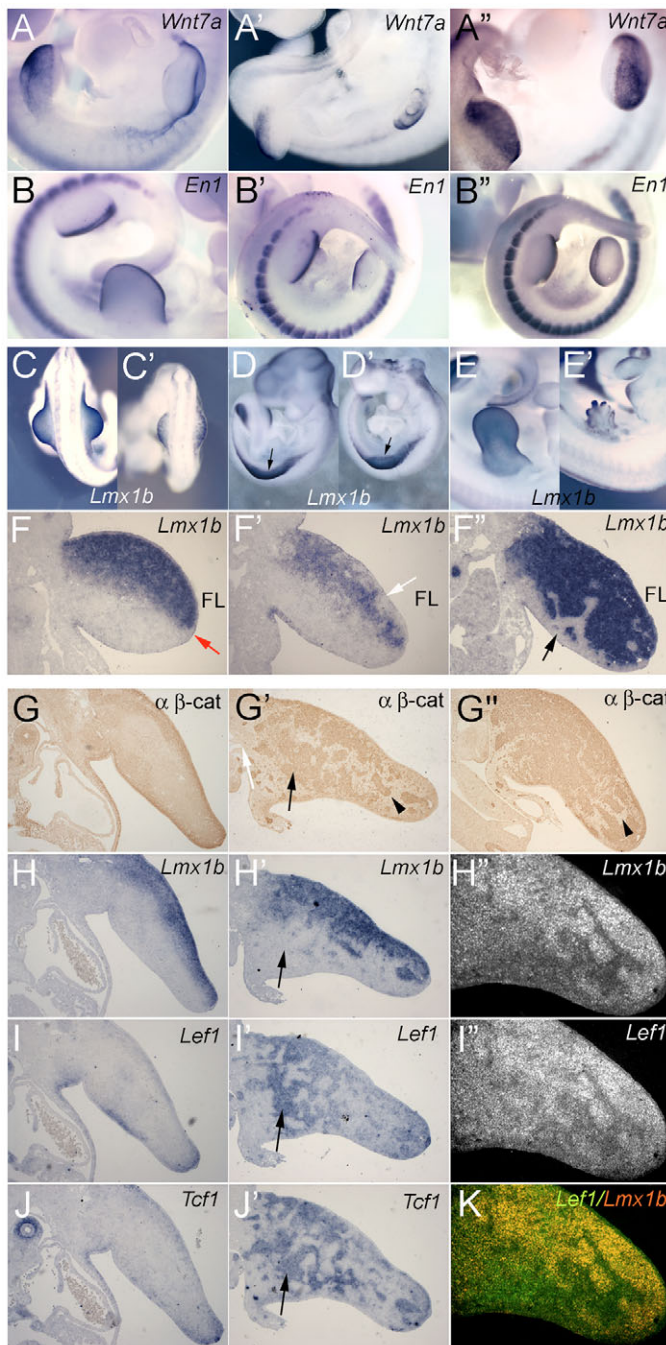 A Wnt7a A' Wnt7a A" Wnt7a
B En1 B' En1 B" En1
C C' D D' E E'
Lmx1b Lmx1b Lmx1b
F Lmx1b F' Lmx1b F" Lmx1b
FL FL FL
G α β-cat G' α β-cat G" α β-cat
H Lmx1b H' Lmx1b H" Lmx1b
I Lef1 I' Lef1 I" Lef1
J Tcf1 J' Tcf1 K Lef1/Lmx1b